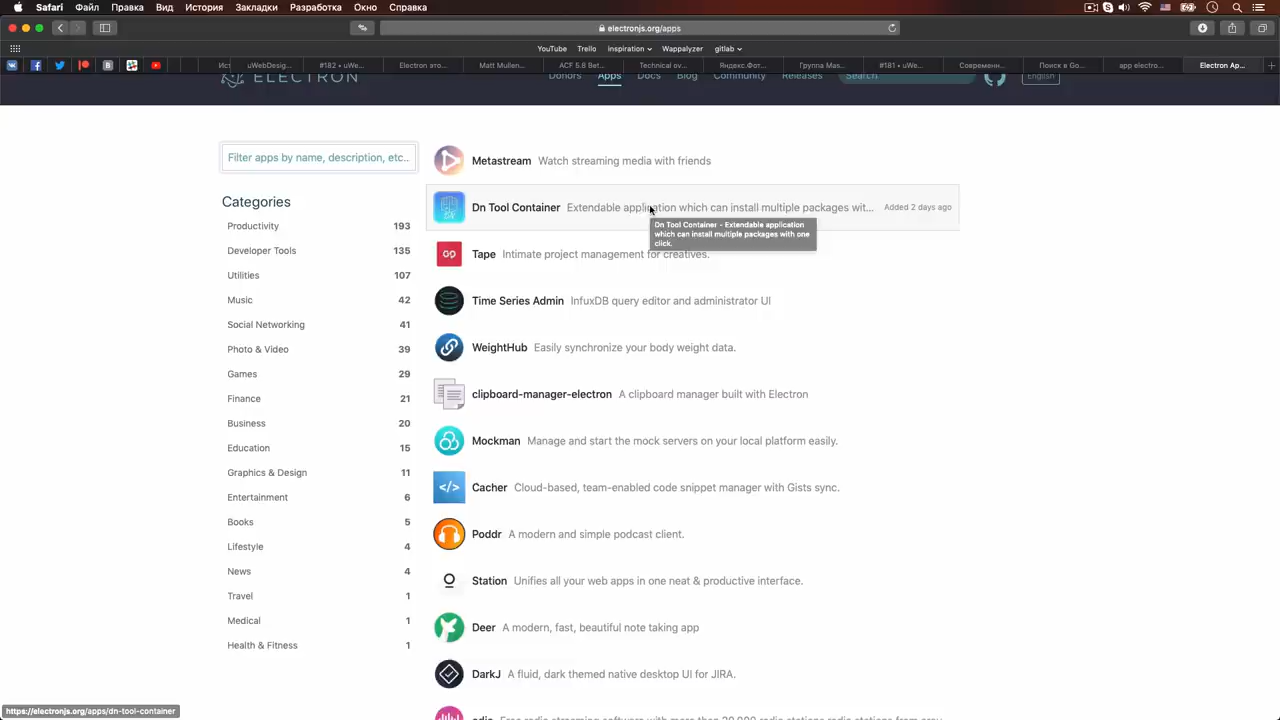 Safari Файл Правка Вид История Закладки Разработка Окно Справка
electronjs.org/apps
YouTube Trello inspiration Wappalyzer gitlab
Ист uWebDesig... #182 • uWe... Electron это... Matt Mullen... ACF 5.8 Bet... Technical ov... Яндекс.Фот... Группа Mas... #181 • uWe... Современн... Поиск в Go... app electro... Electron Ap...
ELECTRON Donors Apps Docs Blog Community Releases Search English
Filter apps by name, description, etc..
Categories
Productivity 193
Developer Tools 135
Utilities 107
Music 42
Social Networking 41
Photo & Video 39
Games 29
Finance 21
Business 20
Education 15
Graphics & Design 11
Entertainment 6
Books 5
Lifestyle 4
News 4
Travel 1
Medical 1
Health & Fitness 1
Metastream Watch streaming media with friends
Dn Tool Container Extendable application which can install multiple packages wit... Added 2 days ago
Dn Tool Container - Extendable application
which can install multiple packages with one
click.
Tape Intimate project management for creatives.
Time Series Admin InfuxDB query editor and administrator UI
WeightHub Easily synchronize your body weight data.
clipboard-manager-electron A clipboard manager built with Electron
Mockman Manage and start the mock servers on your local platform easily.
Cacher Cloud-based, team-enabled code snippet manager with Gists sync.
Poddr A modern and simple podcast client.
Station Unifies all your web apps in one neat & productive interface.
Deer A modern, fast, beautiful note taking app
DarkJ A fluid, dark themed native desktop UI for JIRA.
https://electronjs.org/apps/dn-tool-container